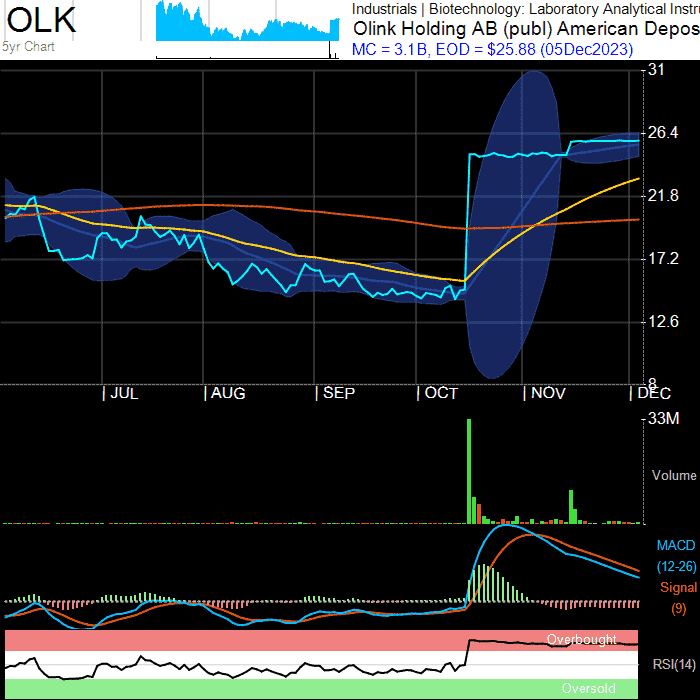 OLK
5yr Chart
Industrials | Biotechnology: Laboratory Analytical Instru
Olink Holding AB (publ) American Depos
MC = 3.1B, EOD = $25.88 (05Dec2023)
31
26.4
21.8
17.2
12.6
8
| JUL | AUG | SEP | OCT | NOV | DEC
33M
Volume
MACD
(12-26)
Signal
(9)
Overbought
RSI(14)
Oversold